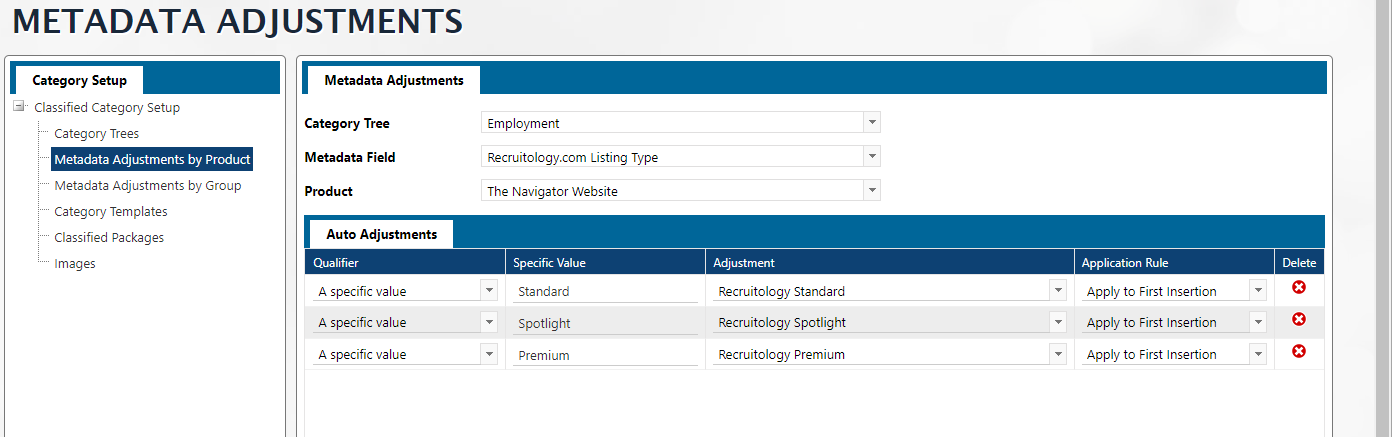 METADATA ADJUSTMENTS
Category Setup
Classified Category Setup
Category Trees
Metadata Adjustments by Product
Metadata Adjustments by Group
Category Templates
Classified Packages
Images
Metadata Adjustments
Category Tree Employment
Metadata Field Recruitology.com Listing Type
Product The Navigator Website
Auto Adjustments
Qualifier Specific Value Adjustment Application Rule Delete
A specific value Standard Recruitology Standard Apply to First Insertion
A specific value Spotlight Recruitology Spotlight Apply to First Insertion
A specific value Premium Recruitology Premium Apply to First Insertion